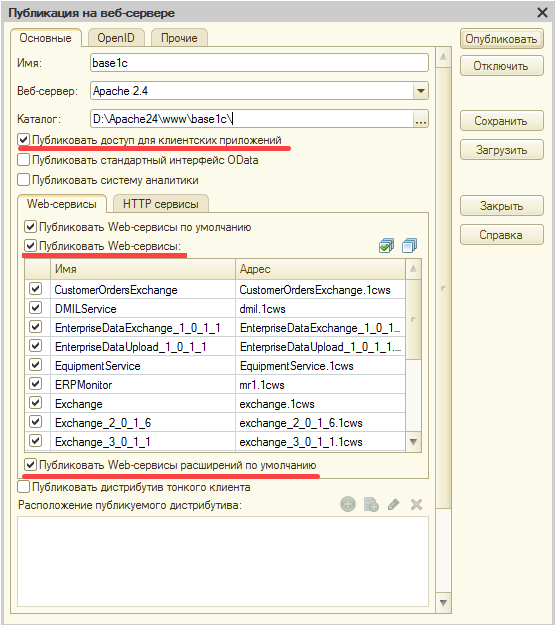 Публикация на веб-сервере
Основные OpenID Прочие
Опубликовать
Имя: base1c
Отключить
Веб-сервер: Apache 2.4
Каталог: D:\Apache24\www\base1c\ ...
Сохранить
Публиковать доступ для клиентских приложений
Загрузить
Публиковать стандартный интерфейс OData
Публиковать систему аналитики
Web-сервисы HTTP сервисы
Закрыть
Публиковать Web-сервисы по умолчанию
Справка
Публиковать Web-сервисы:
Имя Адрес
CustomerOrdersExchange CustomerOrdersExchange.1cws
DMILService dmil.1cws
EnterpriseDataExchange_1_0_1_1 EnterpriseDataExchange_1_0_1...
EnterpriseDataUpload_1_0_1_1 EnterpriseDataUpload_1_0_1_1....
EquipmentService EquipmentService.1cws
ERPMonitor mr1.1cws
Exchange exchange.1cws
Exchange_2_0_1_6 exchange_2_0_1_6.1cws
Exchange_3_0_1_1 exchange_3_0_1_1.1cws
Публиковать Web-сервисы расширений по умолчанию
Публиковать дистрибутив тонкого клиента
Расположение публикуемого дистрибутива: